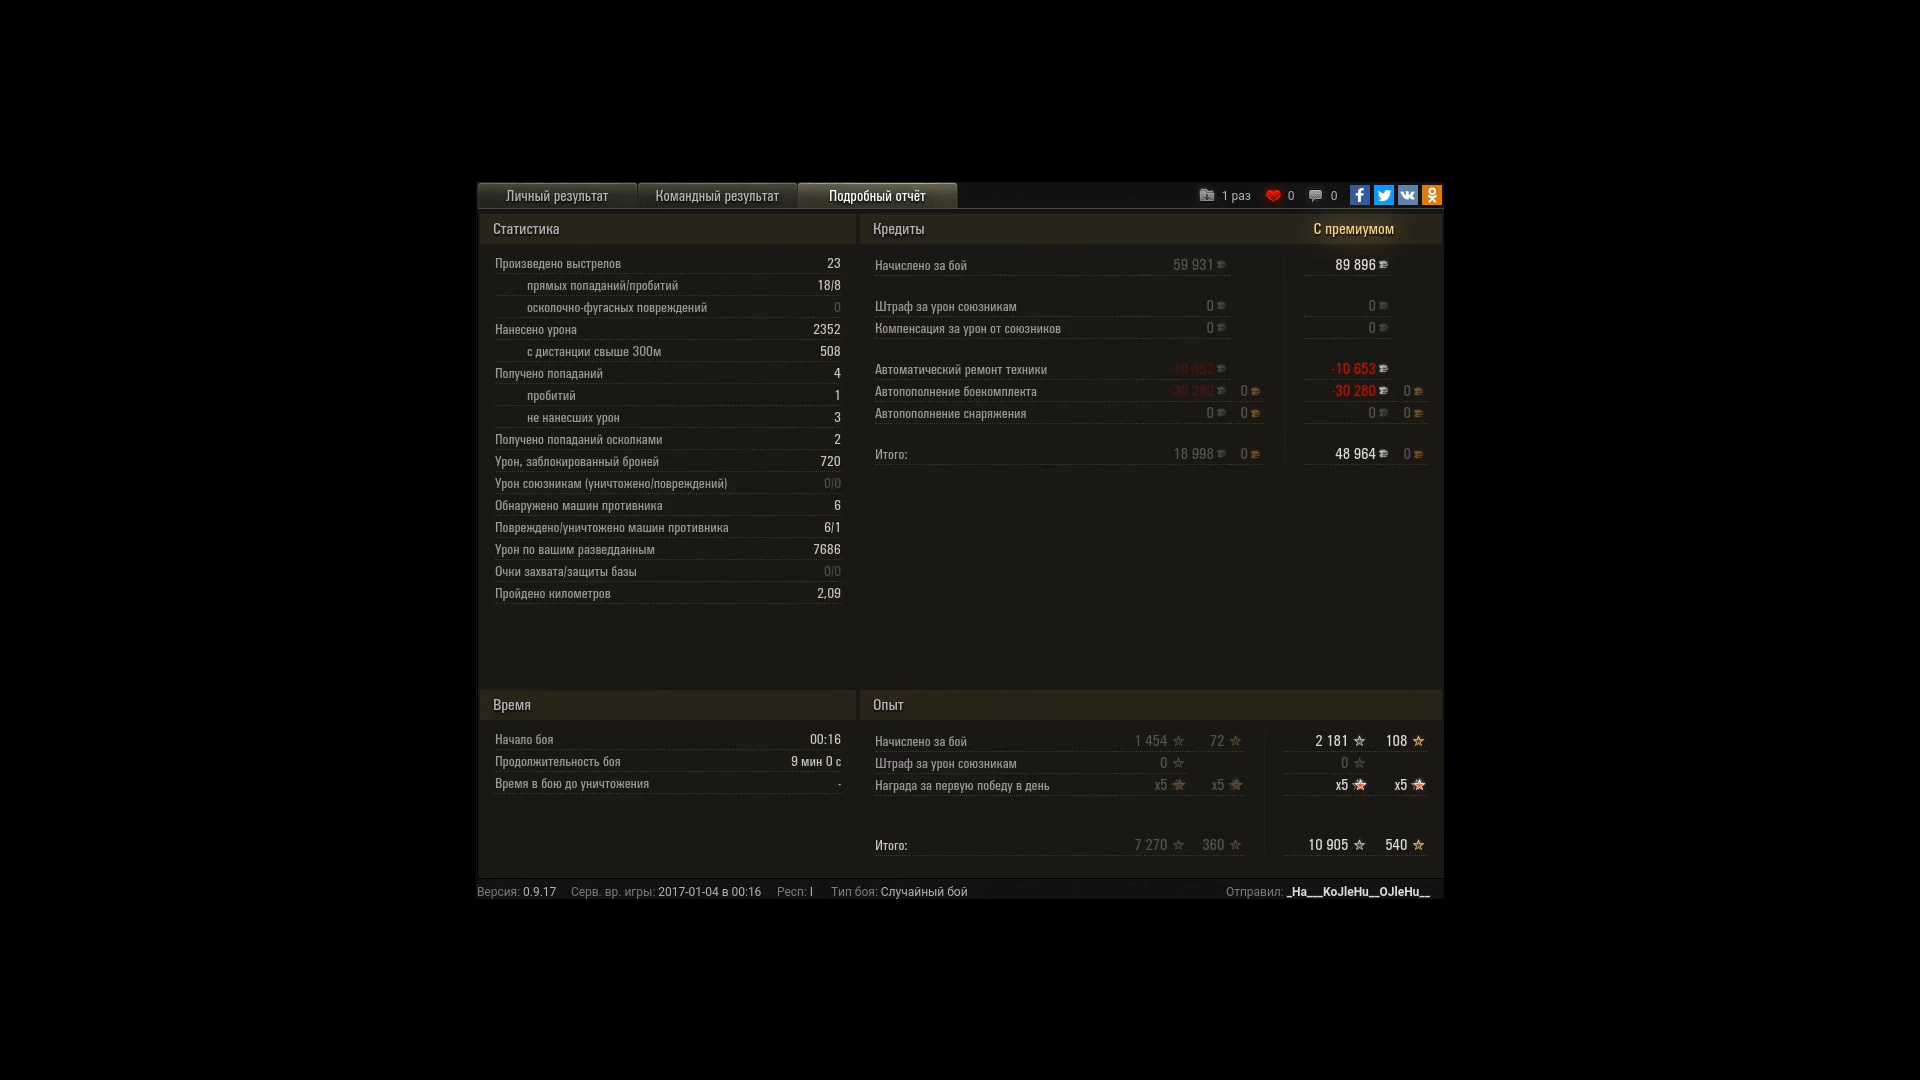 Личный результат Командный результат Подробный отчёт 1 раз 0 0
Статистика
Произведено выстрелов 23
прямых попаданий/пробитий 18/8
осколочно-фугасных повреждений 0
Нанесено урона 2352
с дистанции свыше 300м 508
Получено попаданий 4
пробитий 1
не нанесших урон 3
Получено попаданий осколками 2
Урон, заблокированный броней 720
Урон союзникам (уничтожено/повреждений) 0/0
Обнаружено машин противника 6
Повреждено/уничтожено машин противника 6/1
Урон по вашим разведданным 7686
Очки захвата/защиты базы 0/0
Пройдено километров 2,09
Кредиты С премиумом
Начислено за бой 59 931 89 896
Штраф за урон союзникам 0 0
Компенсация за урон от союзников 0 0
Автоматический ремонт техники -10 653 -10 653
Автопополнение боекомплекта -30 280 0 -30 280 0
Автопополнение снаряжения 0 0 0 0
Итого: 18 998 0 48 964 0
Время
Начало боя 00:16
Продолжительность боя 9 мин 0 с
Время в бою до уничтожения -
Опыт
Начислено за бой 1 454 72 2 181 108
Штраф за урон союзникам 0 0
Награда за первую победу в день x5 x5 x5 x5
Итого: 7 270 360 10 905 540
Версия: 0.9.17 Серв. вр. игры: 2017-01-04 в 00:16 Респ: I Тип боя: Случайный бой Отправил: _Ha___KoJleHu__OJleHu__